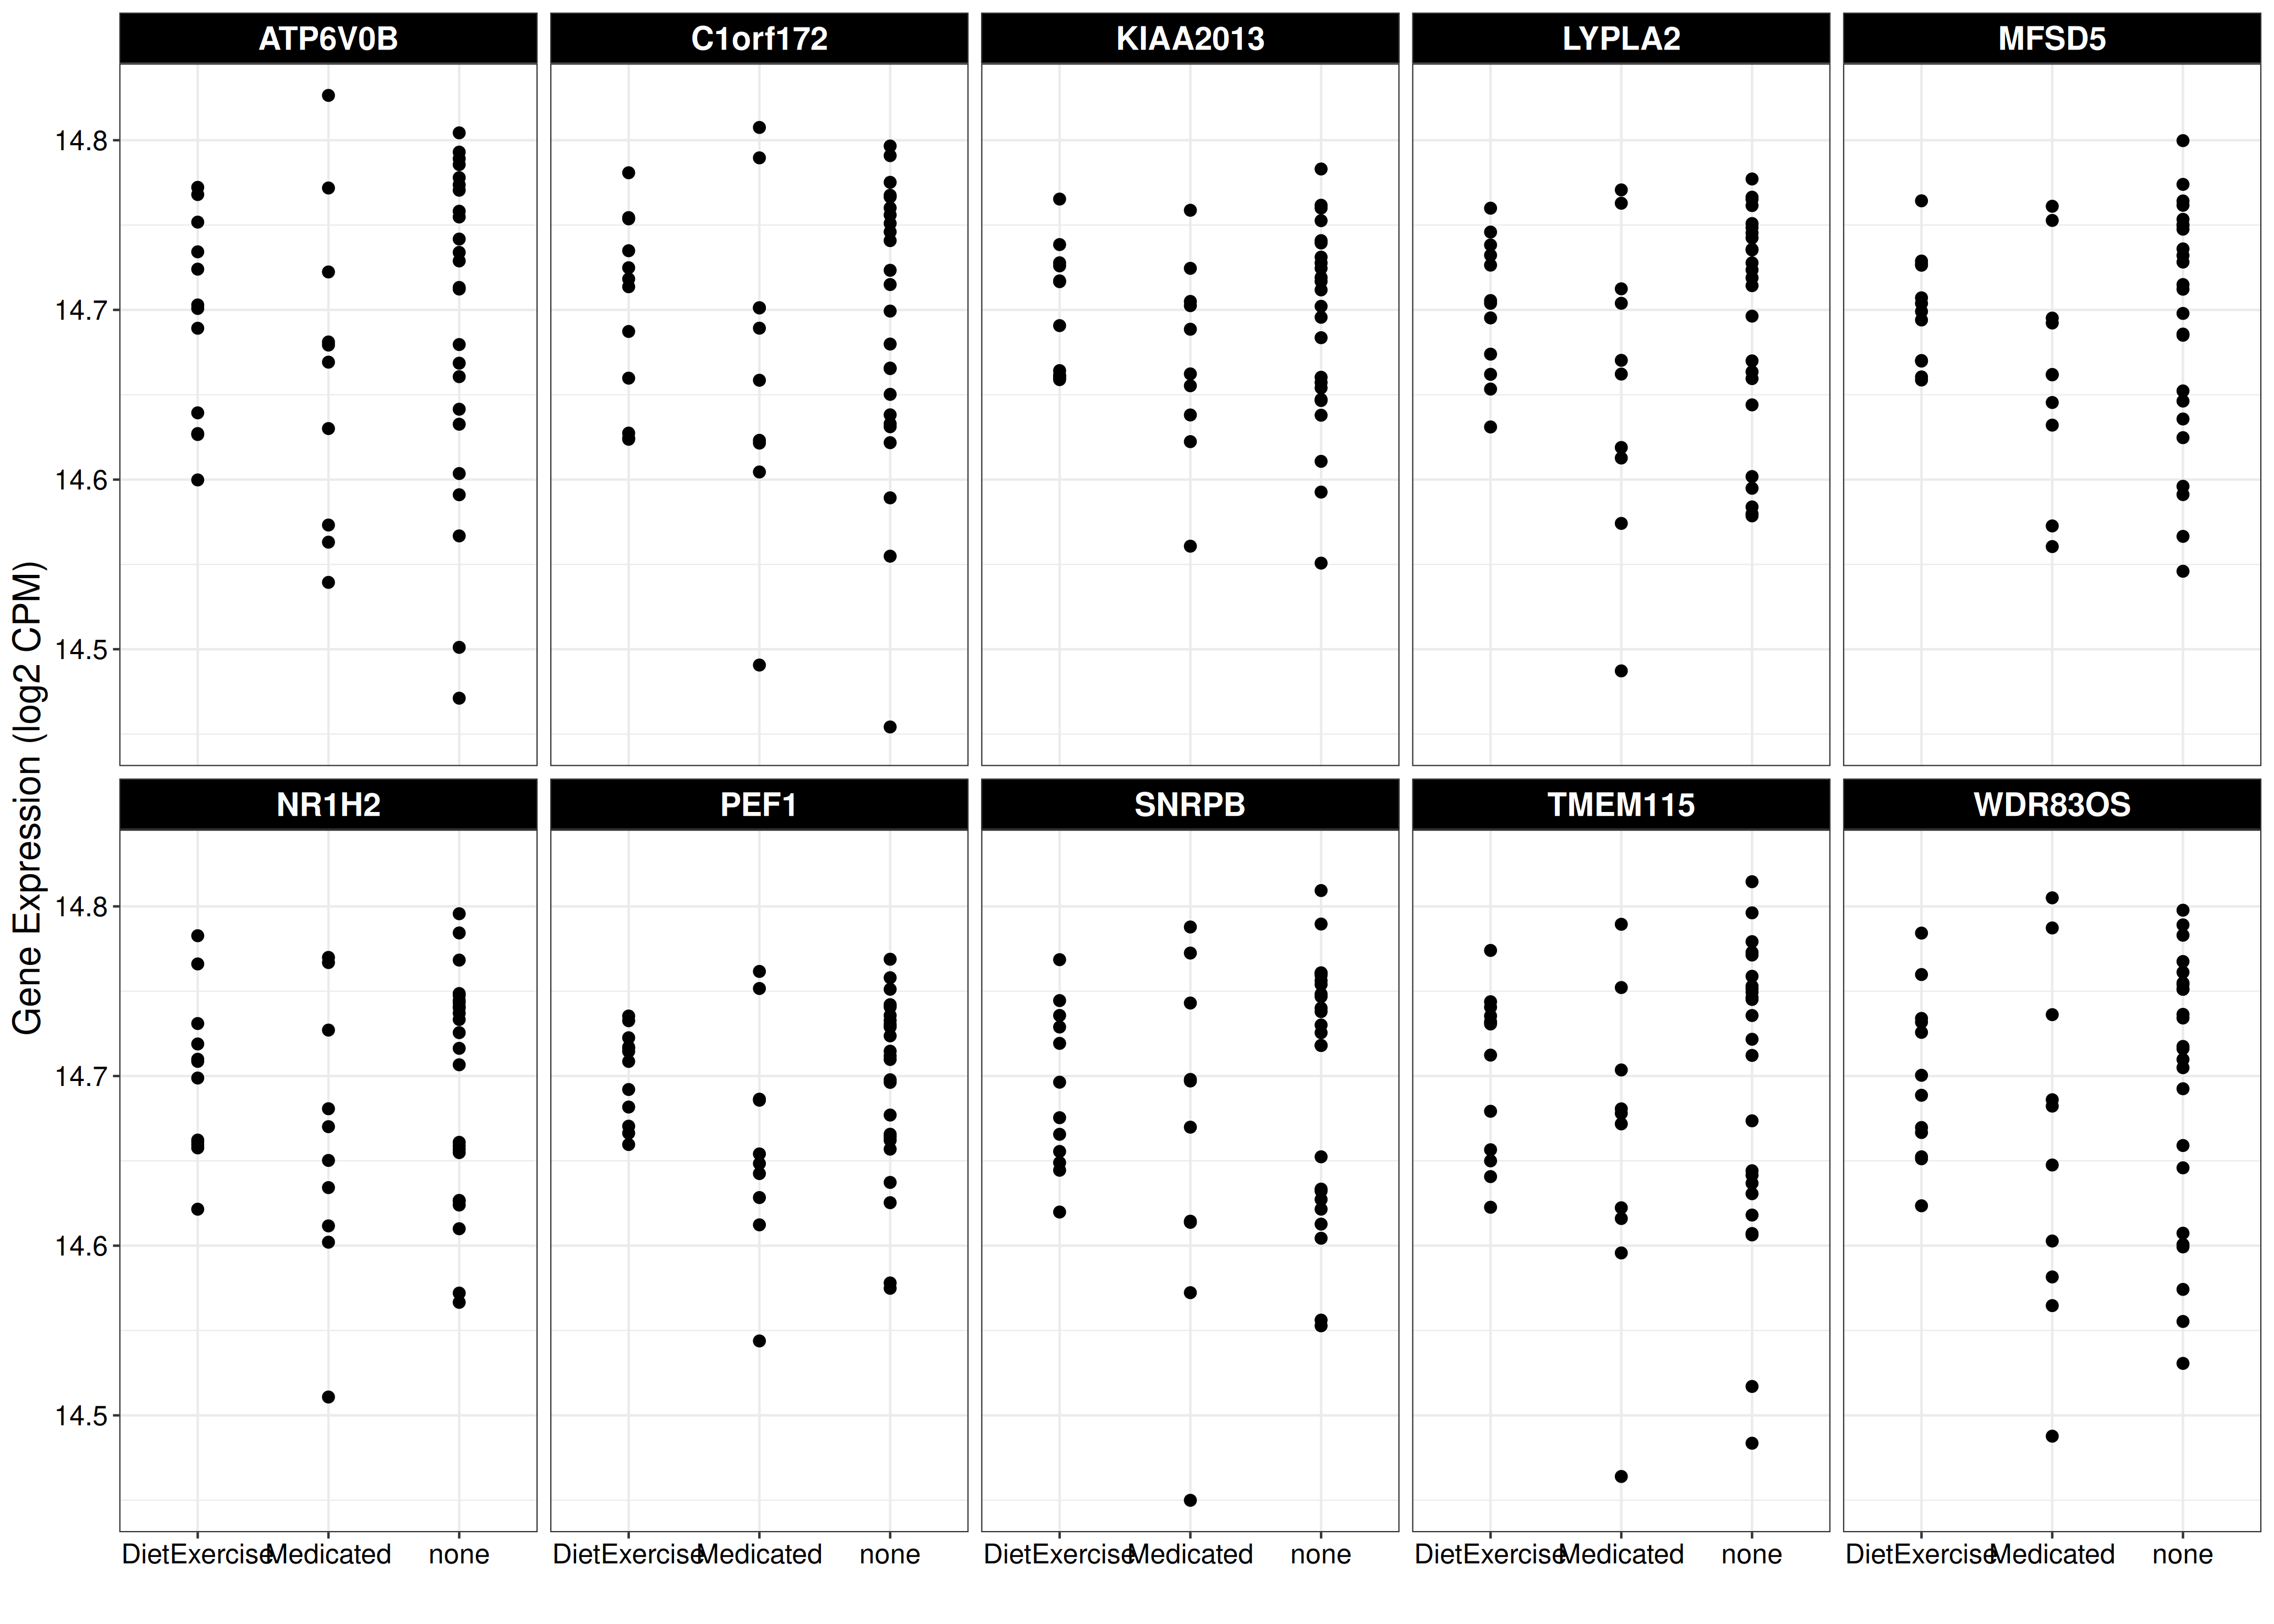 ATP6V0B C1orf172 KIAA2013 LYPLA2 MFSD5
14.8
14.7
14.6
14.5
Gene Expression (log2 CPM)
NR1H2 PEF1 SNRPB TMEM115 WDR83OS
14.8
14.7
14.6
14.5
DietExercise Medicated none DietExercise Medicated none DietExercise Medicated none DietExercise Medicated none DietExercise Medicated none